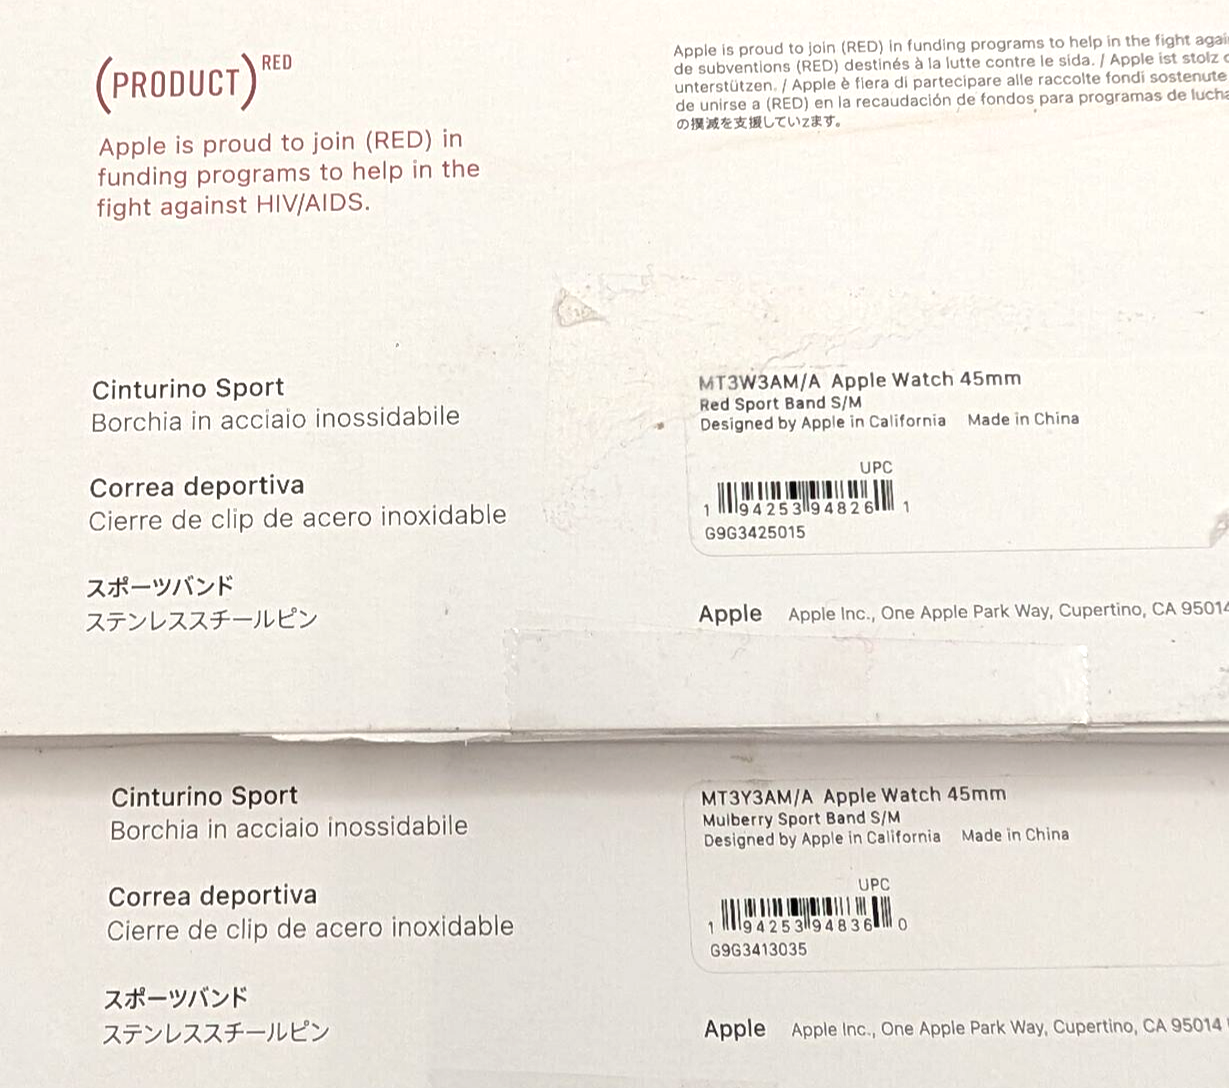 (PRODUCT)RED
Apple is proud to join (RED) in
funding programs to help in the
fight against HIV/AIDS.
Apple is proud to join (RED) in funding programs to help in the fight
de subventions (RED) destinés à la lutte contre le sida. / Apple ist stolz
unterstützen. / Apple è fiera di partecipare alle raccolte fondi sostenute
de unirse a (RED) en la recaudación de fondos para programas de lucha
の撲滅を支援しています。
Cinturino Sport
Borchia in acciaio inossidabile
Correa deportiva
Cierre de clip de acero inoxidable
スポーツバンド
ステンレススチールピン
MT3W3AM/A Apple Watch 45mm
Red Sport Band S/M
Designed by Apple in California Made in China
UPC
1 94253 94826 1
G9G3425015
Apple Apple Inc., One Apple Park Way, Cupertino, CA 95014
Cinturino Sport
Borchia in acciaio inossidabile
Correa deportiva
Cierre de clip de acero inoxidable
スポーツバンド
ステンレススチールピン
MT3Y3AM/A Apple Watch 45mm
Mulberry Sport Band S/M
Designed by Apple in California Made in China
UPC
1 94253 94836 0
G9G3413035
Apple Apple Inc., One Apple Park Way, Cupertino, CA 95014